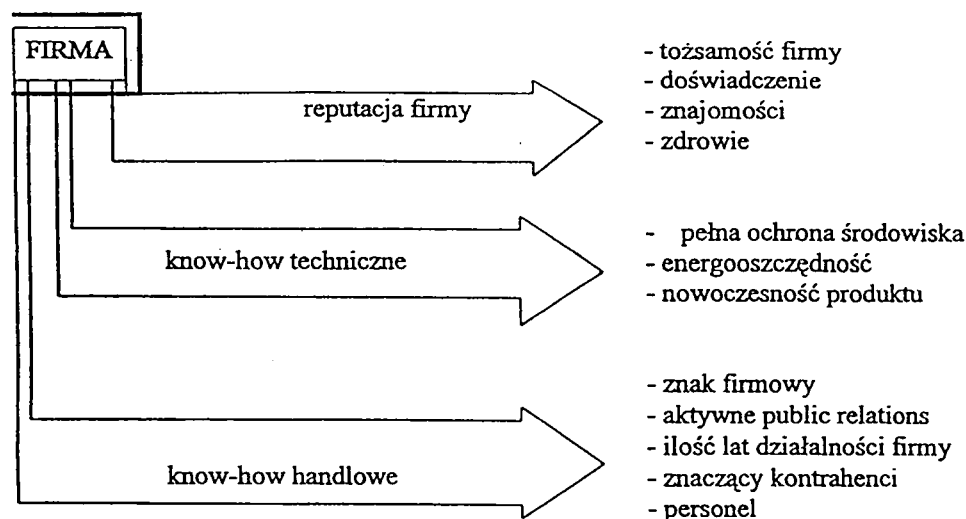 FIRMA
reputacja firmy
- tożsamość firmy
- doświadczenie
- znajomości
- zdrowie
know-how techniczne
- pełna ochrona środowiska
- energooszczędność
- nowoczesność produktu
know-how handlowe
- znak firmowy
- aktywne public relations
- ilość lat działalności firmy
- znaczący kontrahenci
- personel